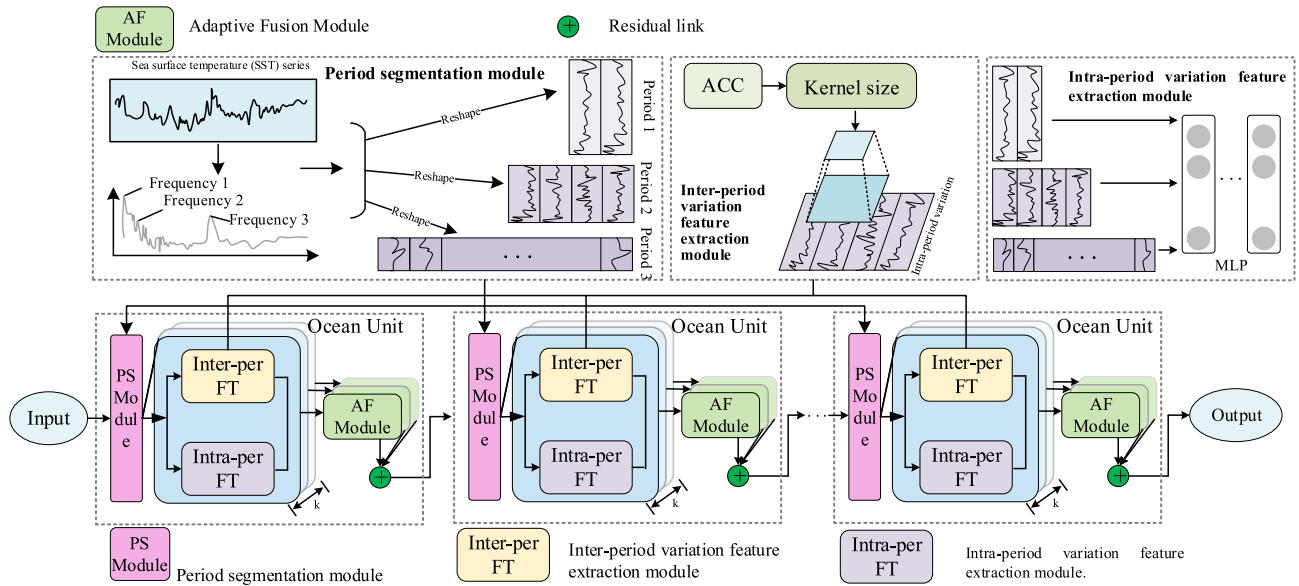 AF
Module
Adaptive Fusion Module
+
Residual link
Sea surface temperature (SST) series
Period segmentation module
Frequency 1
Frequency 2
Frequency 3
Reshape
Reshape
Reshape
Period 1
Period 2
Period 3
. . .
ACC
Kernel size
Inter-period
variation
feature
extraction
module
Intra-period variation
Intra-period variation feature
extraction module
. . .
. . .
MLP
Input
Ocean Unit
PS
Mo
dul
e
Inter-per
FT
Intra-per
FT
AF
Module
+
k
Ocean Unit
PS
Mo
dul
e
Inter-per
FT
Intra-per
FT
AF
Module
+
k
. . .
Ocean Unit
PS
Mo
dul
e
Inter-per
FT
Intra-per
FT
AF
Module
+
k
Output
PS
Module
Period segmentation module
Inter-per
FT
Inter-period variation feature
extraction module
Intra-per
FT
Intra-period variation feature
extraction module.